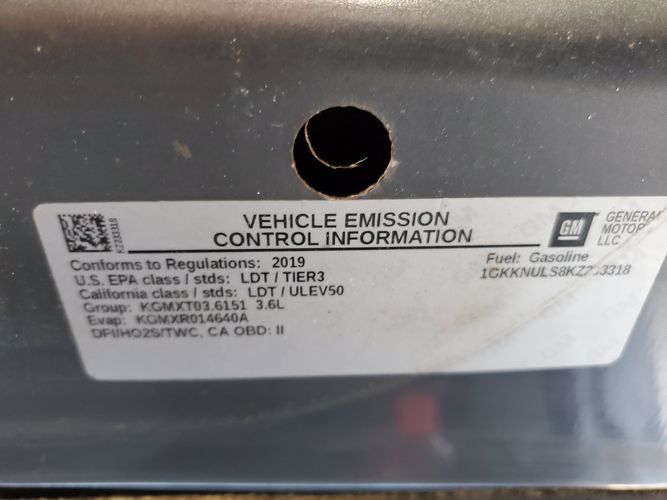 VEHICLE EMISSION
CONTROL INFORMATION
GM
GENERAL
MOTORS
LLC
KZ233318
Conforms to Regulations: 2019
U.S. EPA class / stds: LDT / TIER3
California class / stds: LDT / ULEV50
Group: KGMXT03.6151 3.6L
Evap: KGMXR014640A
DFI/HO2S/TWC, CA OBD: II
Fuel: Gasoline